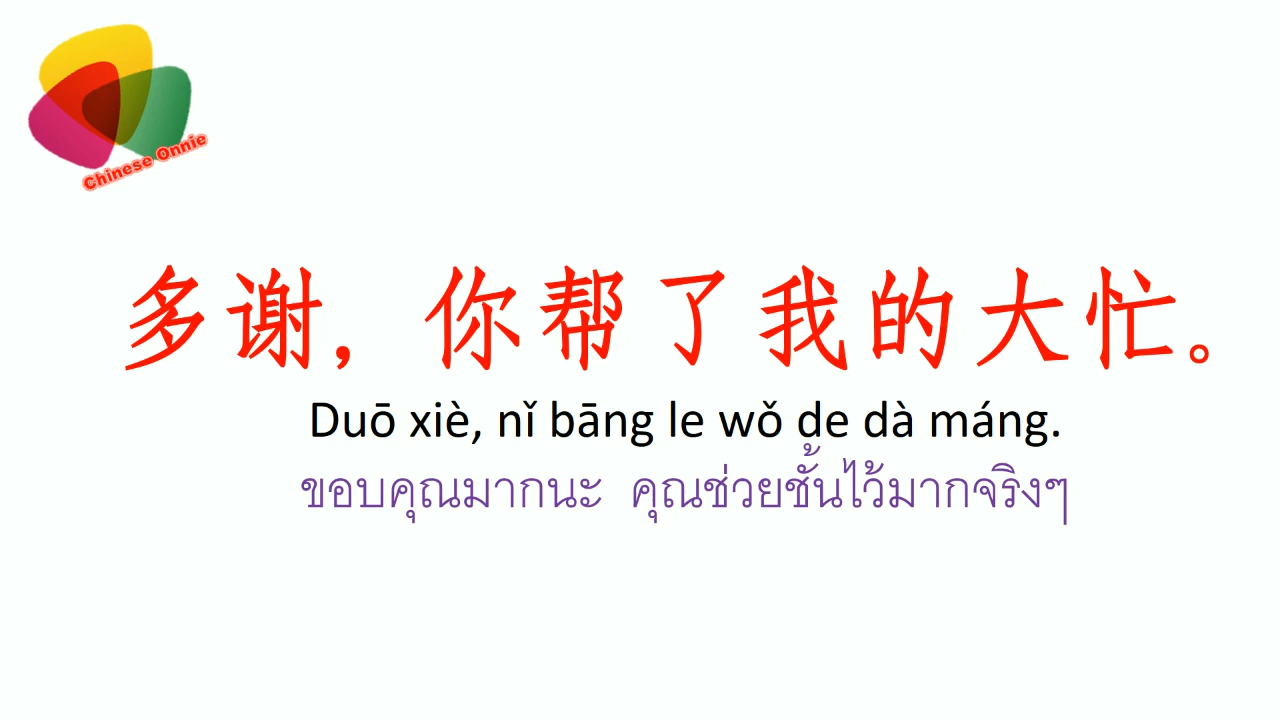 Chinese Onnie
多谢，你帮了我的大忙。
Duō xiè, nǐ bāng le wǒ de dà máng.
ขอบคุณมากนะ คุณช่วยชั้นไว้มากจริงๆ